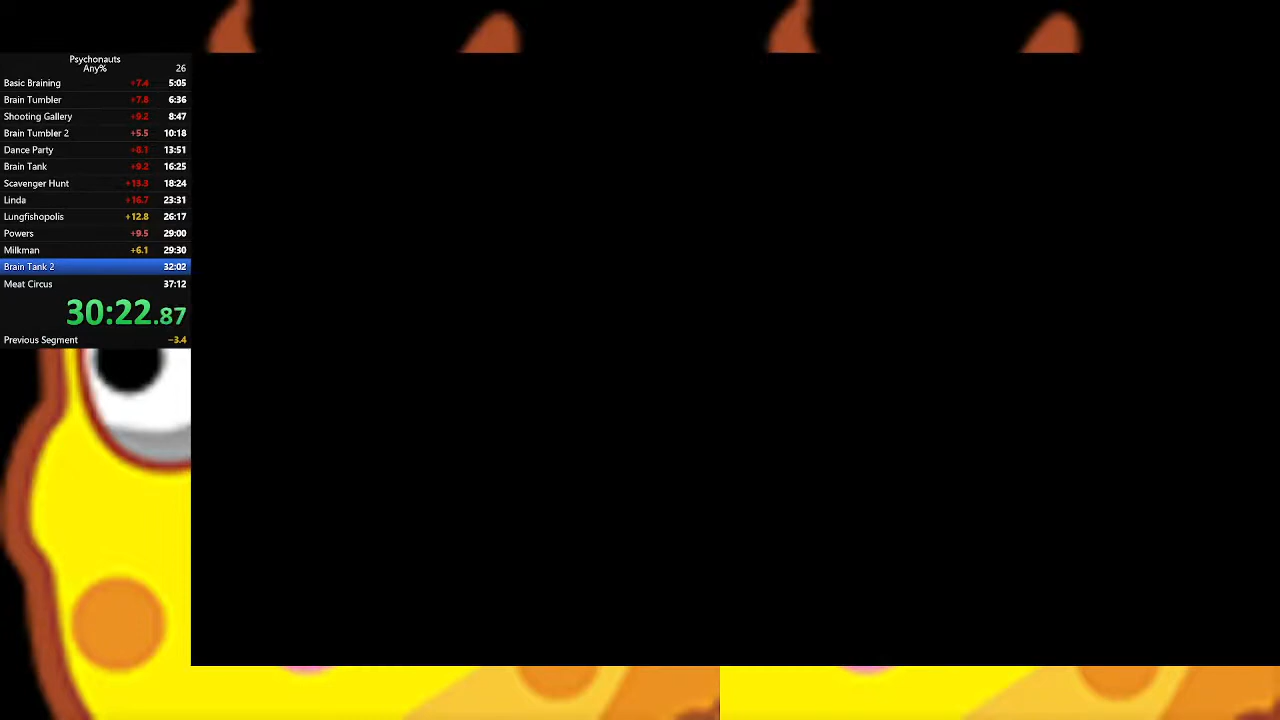 Psychonauts
Any% 26
Basic Braining +7.4 5:05
Brain Tumbler +7.8 6:36
Shooting Gallery +9.2 8:47
Brain Tumbler 2 +5.5 10:18
Dance Party +8.1 13:51
Brain Tank +9.2 16:25
Scavenger Hunt +13.3 18:24
Linda +16.7 23:31
Lungfishopolis +12.8 26:17
Powers +9.5 29:00
Milkman +6.1 29:30
Brain Tank 2 32:02
Meat Circus 37:12
30:22.87
Previous Segment −3.4